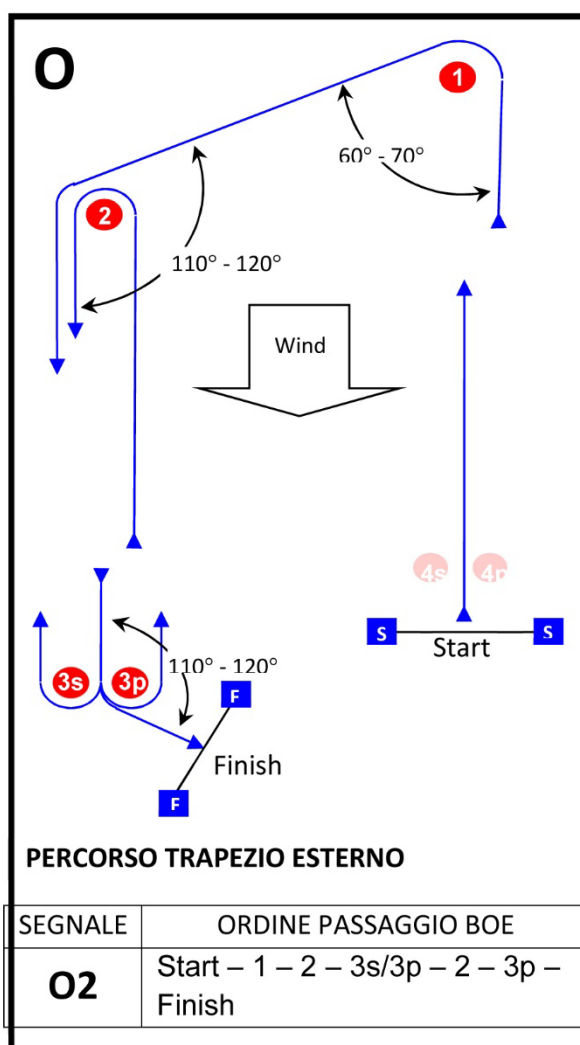 O
1
60° - 70°
2
110° - 120°
Wind
4s 4p
S S
Start
3s 3p
110° - 120°
F
Finish
F
PERCORSO TRAPEZIO ESTERNO
SEGNALE ORDINE PASSAGGIO BOE
O2 Start – 1 – 2 – 3s/3p – 2 – 3p –
Finish